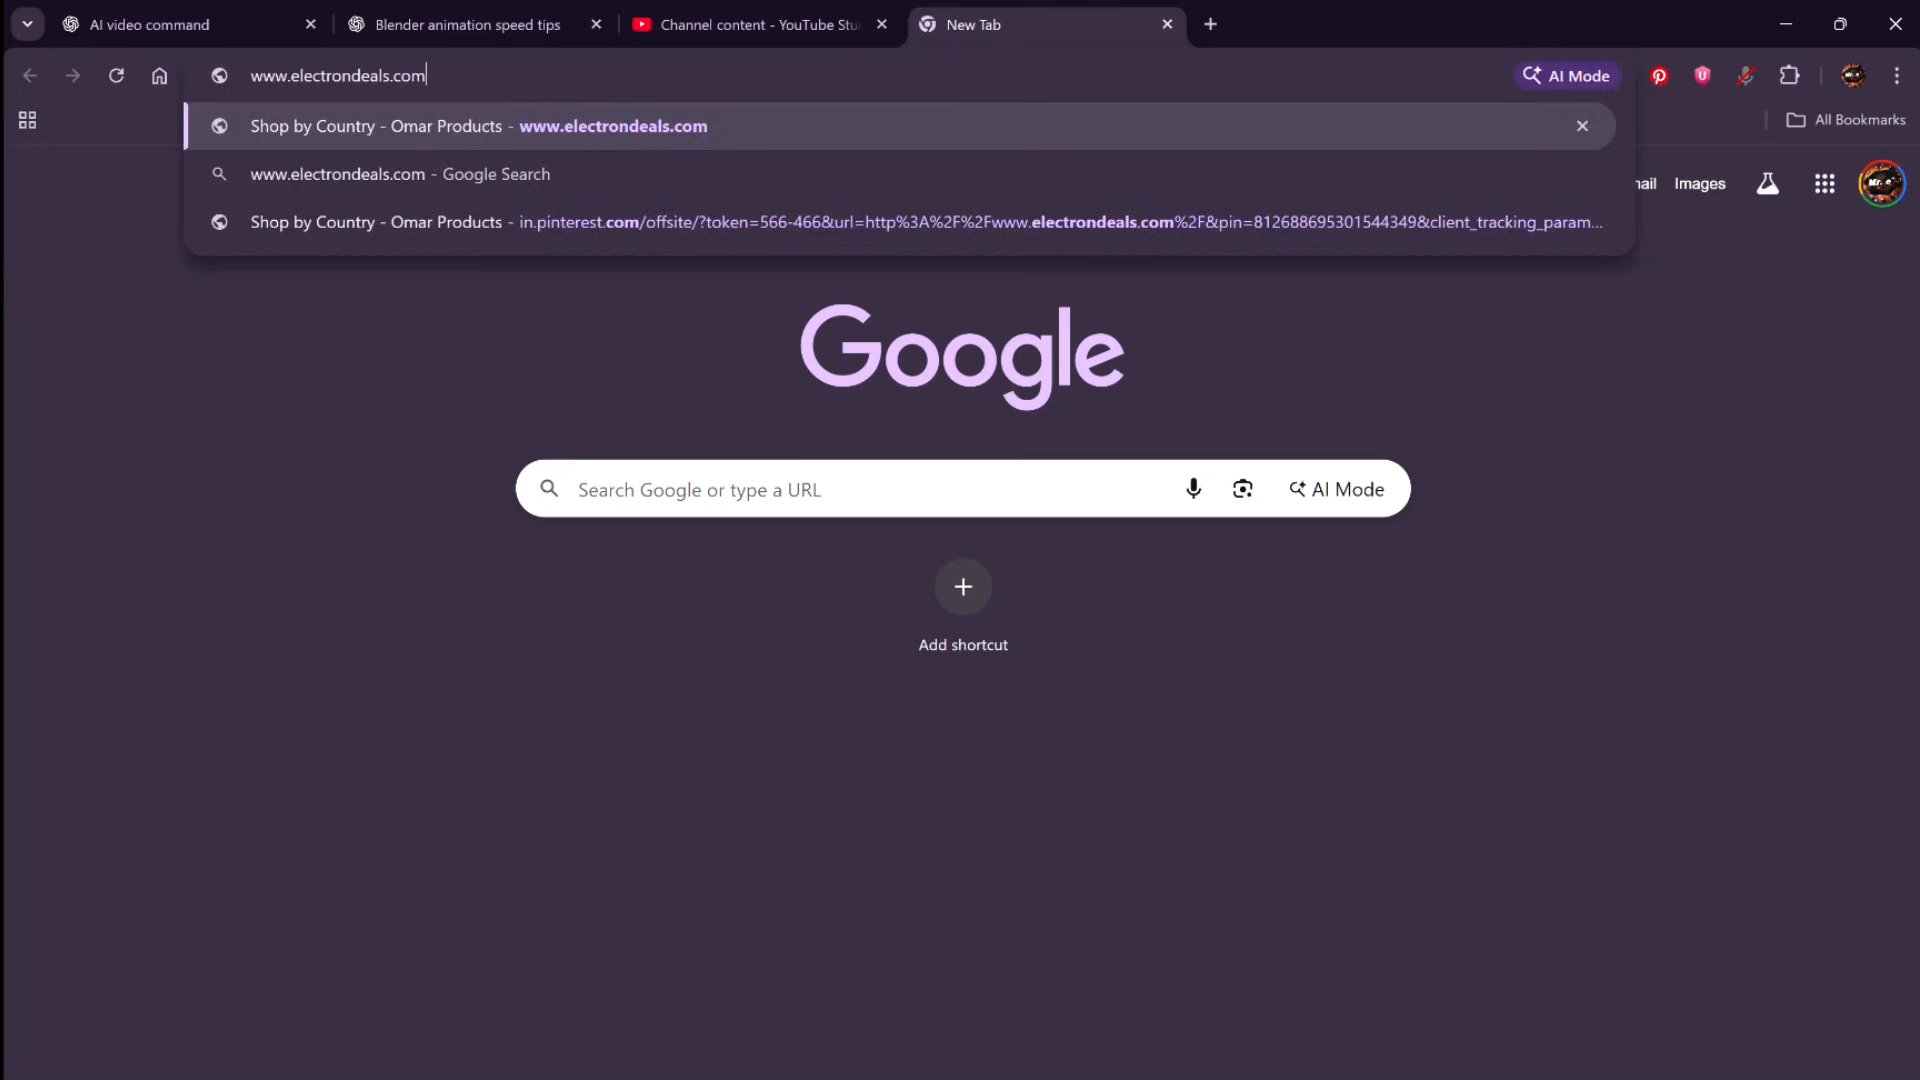 AI video command
Blender animation speed tips
Channel content - YouTube Stu
New Tab
www.electrondeals.com
AI Mode
Shop by Country - Omar Products - www.electrondeals.com
All Bookmarks
www.electrondeals.com - Google Search
Images
Shop by Country - Omar Products - in.pinterest.com/offsite/?token=566-466&url=http%3A%2F%2Fwww.electrondeals.com%2F&pin=812688695301544349&client_tracking_param...
Google
Search Google or type a URL
AI Mode
Add shortcut